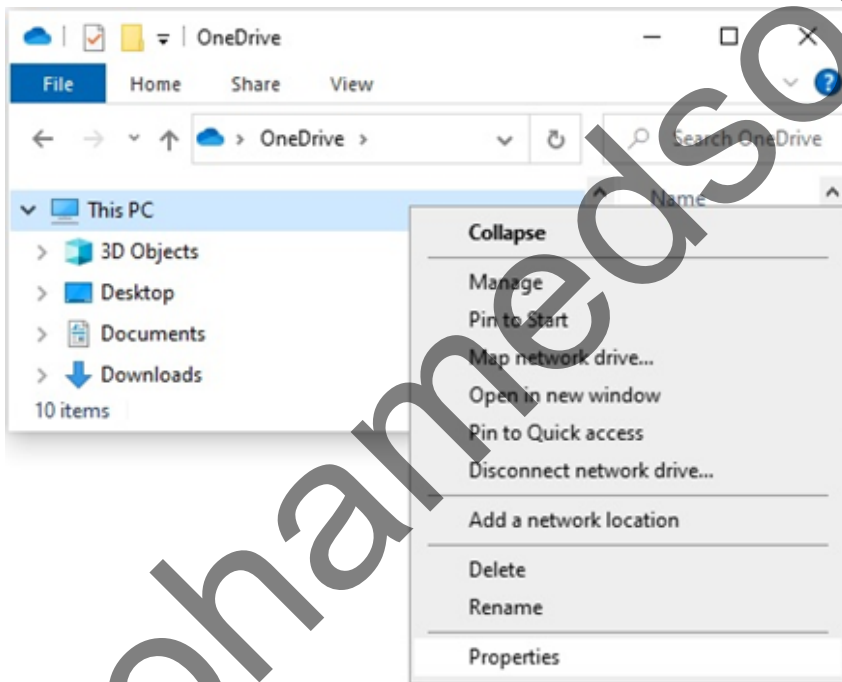 OneDrive
File Home Share View
OneDrive
Search OneDrive
This PC
Name
3D Objects
Desktop
Documents
Downloads
10 items
Collapse
Manage
Pin to Start
Map network drive...
Open in new window
Pin to Quick access
Disconnect network drive...
Add a network location
Delete
Rename
Properties
hamedso